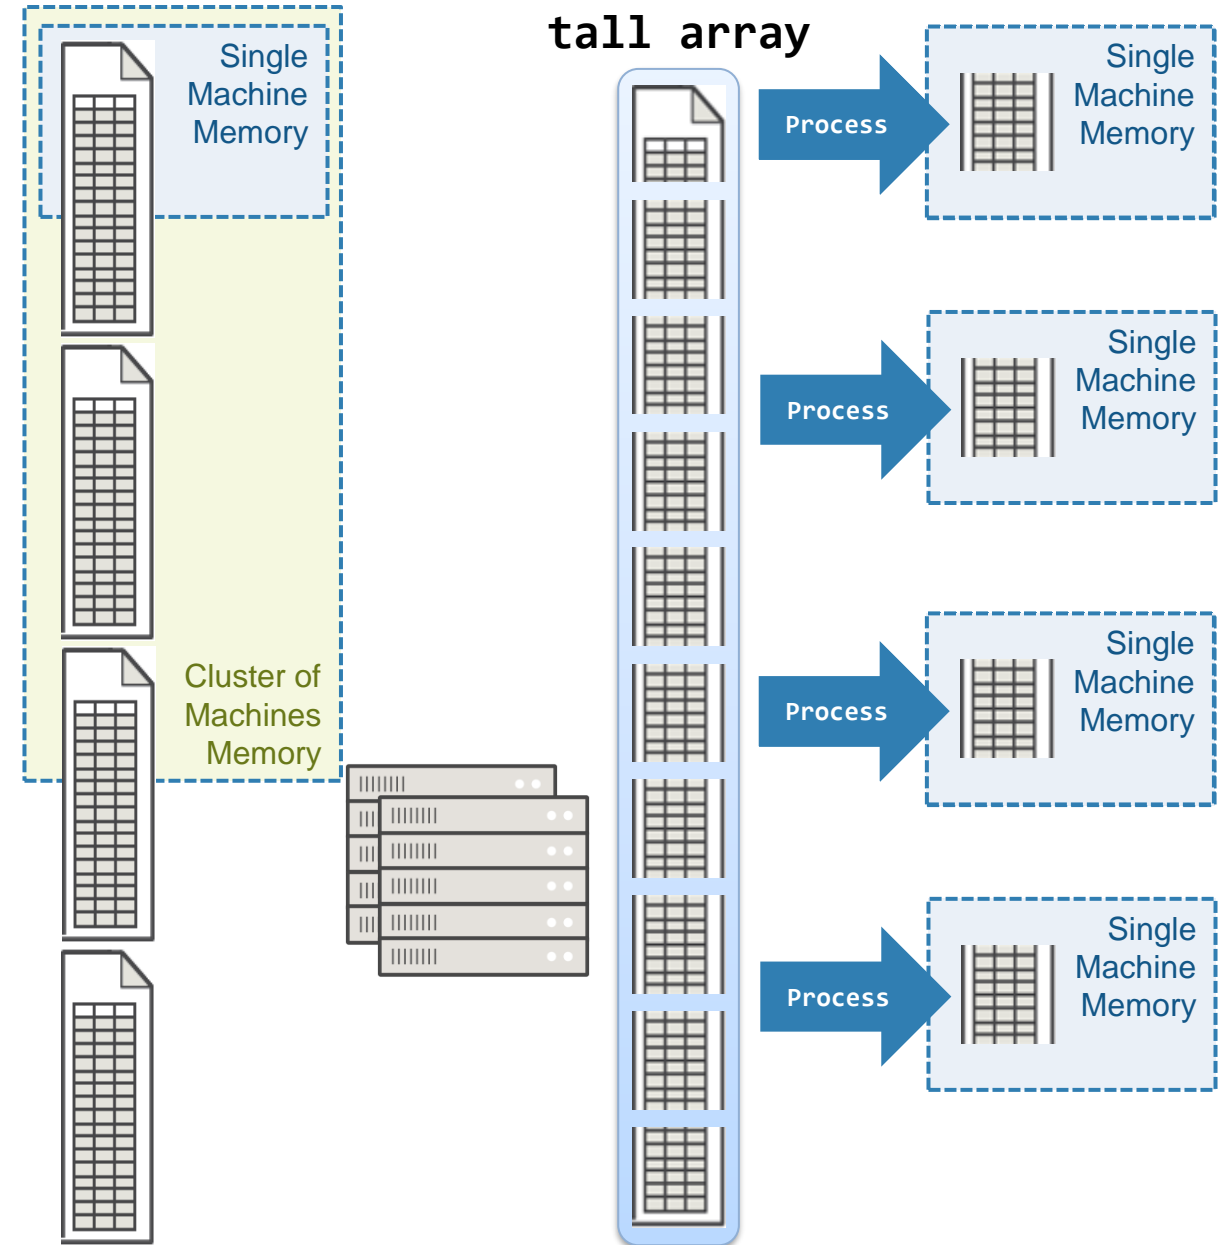 Single
Machine
Memory
Cluster of
Machines
Memory
tall array
Process
Single
Machine
Memory
Process
Single
Machine
Memory
Process
Single
Machine
Memory
Process
Single
Machine
Memory